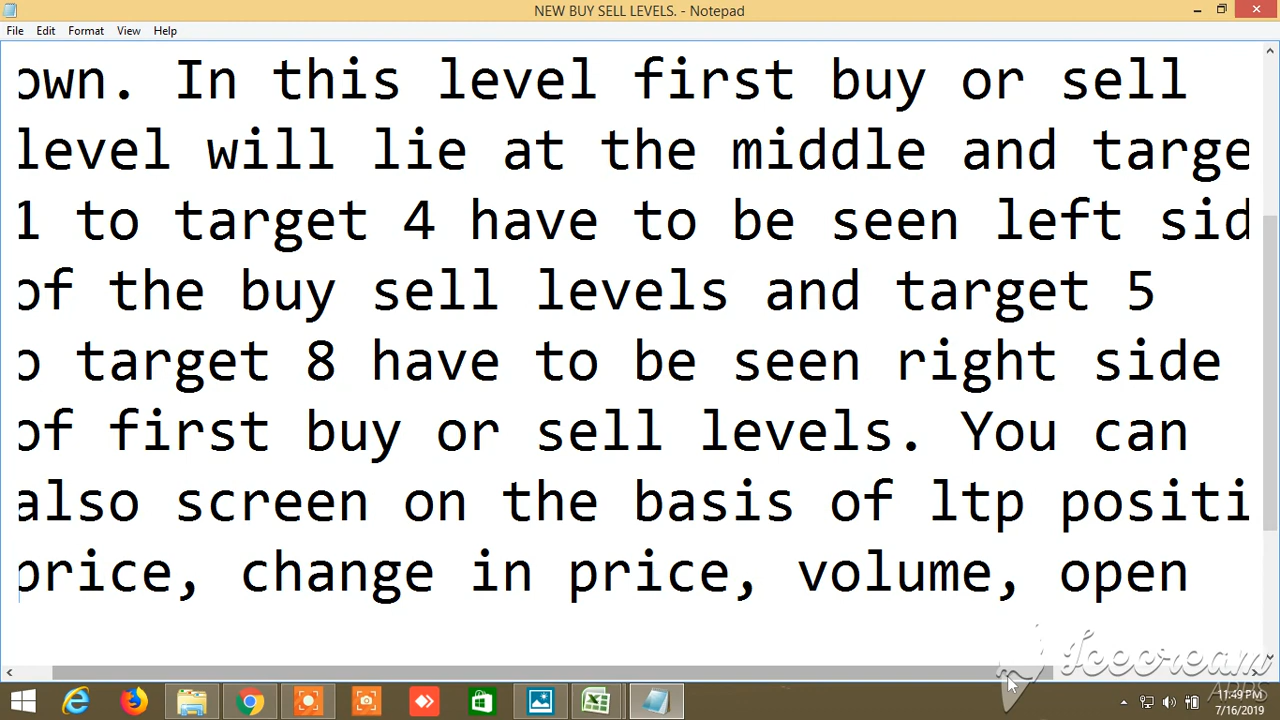 NEW BUY SELL LEVELS. - Notepad
File Edit Format View Help
own. In this level first buy or sell
level will lie at the middle and targe
1 to target 4 have to be seen left sid
of the buy sell levels and target 5
o target 8 have to be seen right side
of first buy or sell levels. You can
also screen on the basis of ltp positi
price, change in price, volume, open
Icecream
APPS
11:49 PM
7/16/2019